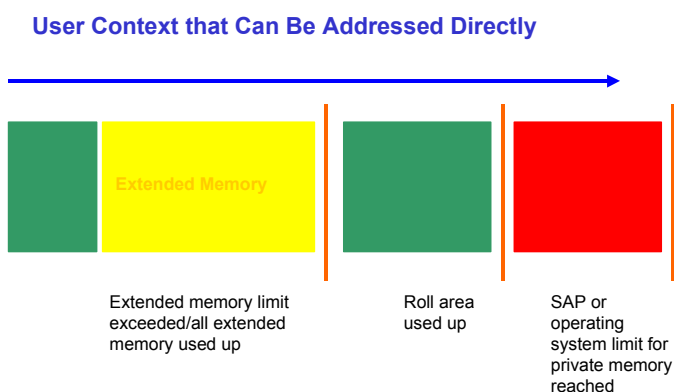 User Context that Can Be Addressed Directly
Extended Memory
Extended memory limit
exceeded/all extended
memory used up
Roll area
used up
SAP or
operating
system limit for
private memory
reached